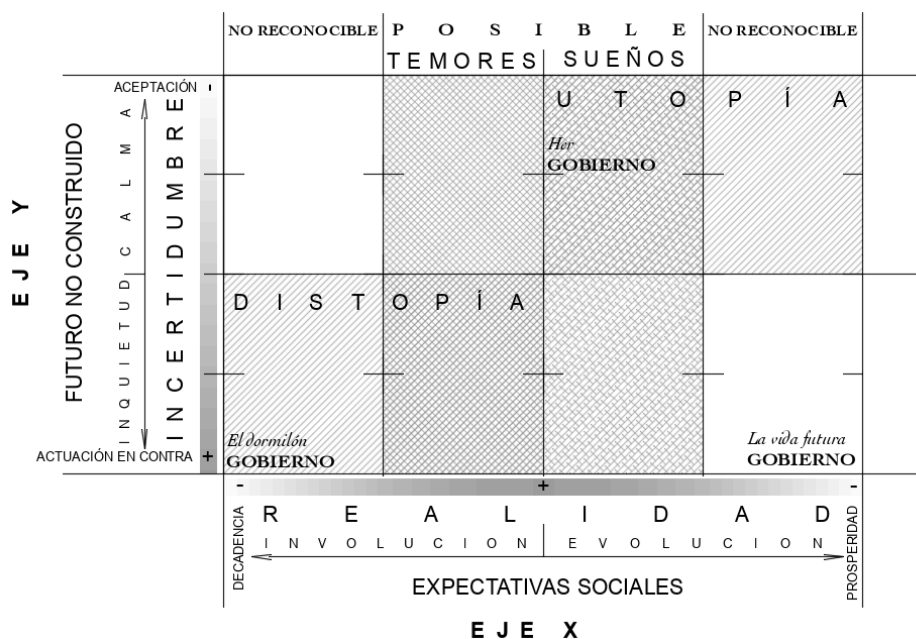 NO RECONOCIBLE
P O S I B L E
NO RECONOCIBLE
TEMORES
SUEÑOS
ACEPTACIÓN
-
U T O P Í A
Her
GOBIERNO
EJE Y
FUTURO NO CONSTRUIDO
INQUIETUD CALMA
INCERTIDUMBRE
D I S T O P Í A
El dormilón
GOBIERNO
La vida futura
GOBIERNO
ACTUACIÓN EN CONTRA
+
- + -
DECADENCIA
R E A L I D A D
I N V O L U C I O N
E V O L U C I O N
PROSPERIDAD
EXPECTATIVAS SOCIALES
EJE X